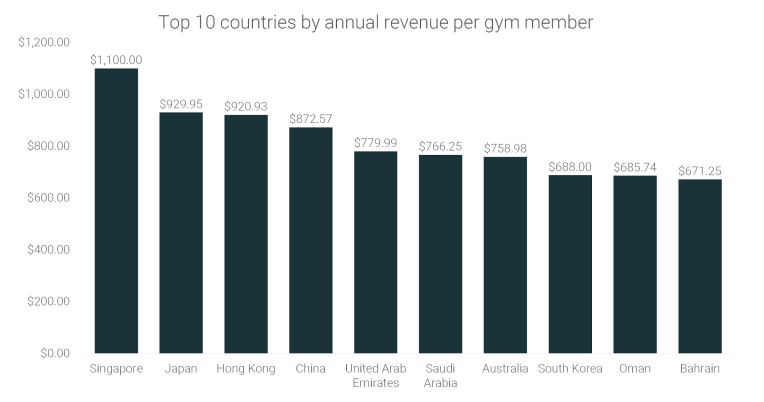 Top 10 countries by annual revenue per gym member
$1,200.00
$1,000.00
$800.00
$600.00
$400.00
$200.00
$0.00
$1,100.00
$929.95
$920.93
$872.57
$779.99
$766.25
$758.98
$688.00
$685.74
$671.25
Singapore
Japan
Hong Kong
China
United Arab
Emirates
Saudi
Arabia
Australia
South Korea
Oman
Bahrain